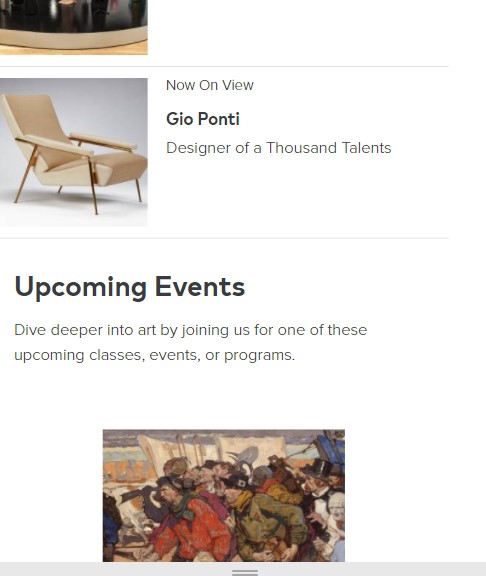 Now On View
Gio Ponti
Designer of a Thousand Talents
Upcoming Events
Dive deeper into art by joining us for one of these
upcoming classes, events, or programs.